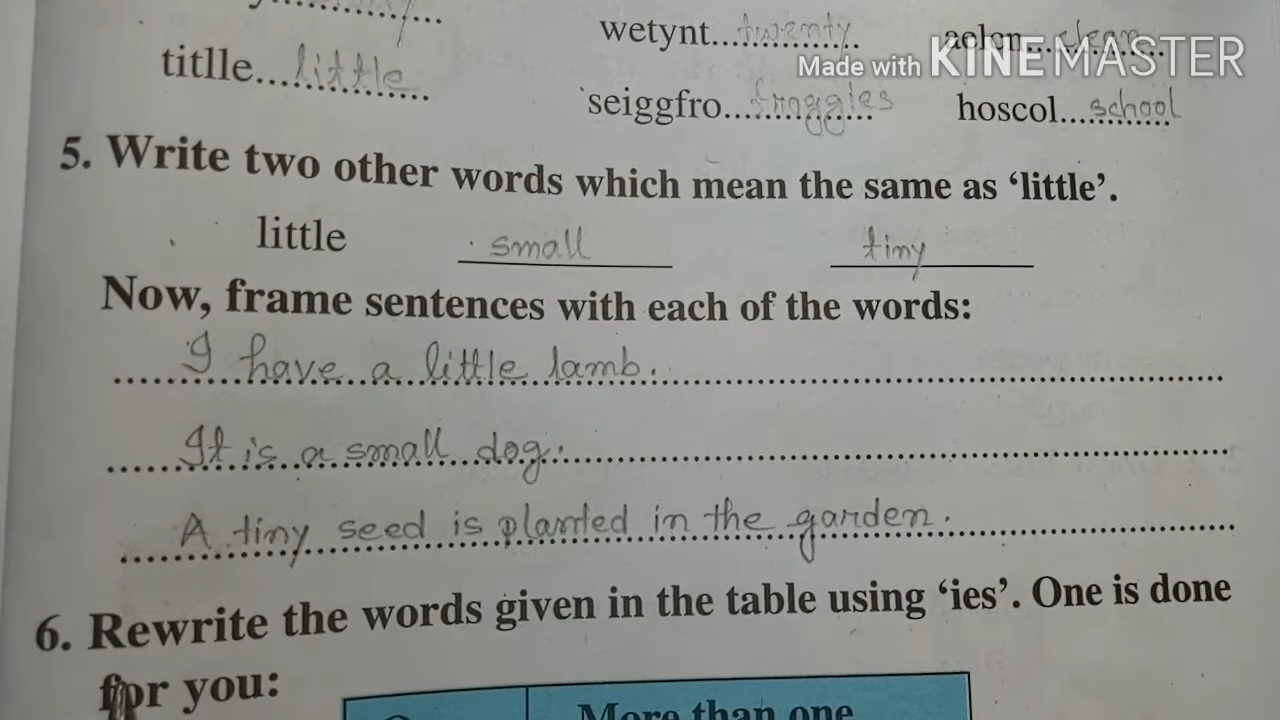 wetynt....twenty aelcn....clean
titlle...little
Made with KINEMASTER
seiggfro....froggies hoscol....school
5. Write two other words which mean the same as ‘little’.
little small tiny
Now, frame sentences with each of the words:
I have a little lamb.
It is a small dog.
A tiny seed is planted in the garden.
6. Rewrite the words given in the table using ‘ies’. One is done
for you:
More than one